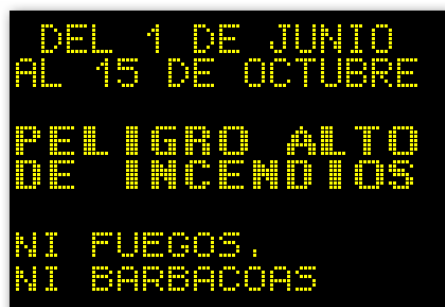 DEL 1 DE JUNIO
AL 15 DE OCTUBRE
PELIGRO ALTO
DE INCENDIOS
NI FUEGOS.
NI BARBACOAS